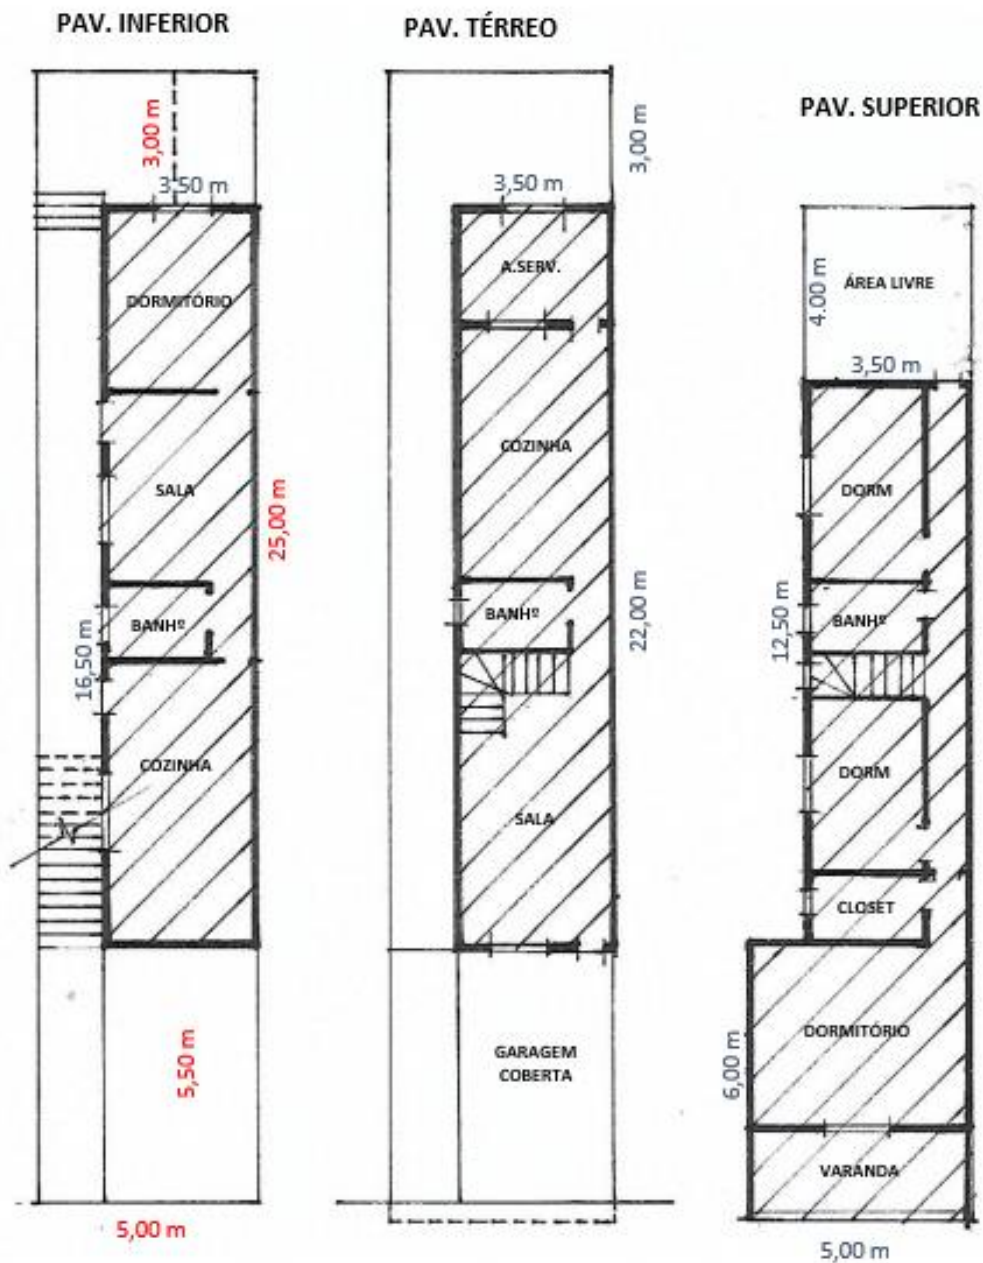 PAV. INFERIOR
3,00 m
3,50 m
DORMITÓRIO
SALA
25,00 m
BANHº
16,50 m
COZINHA
5,50 m
5,00 m
PAV. TÉRREO
3,00 m
3,50 m
A.SERV.
COZINHA
BANHº
22,00 m
SALA
GARAGEM
COBERTA
PAV. SUPERIOR
ÁREA LIVRE
4.00 m
3,50 m
DORM
BANHº
12,50 m
DORM
CLOSET
DORMITÓRIO
6,00 m
VARANDA
5,00 m